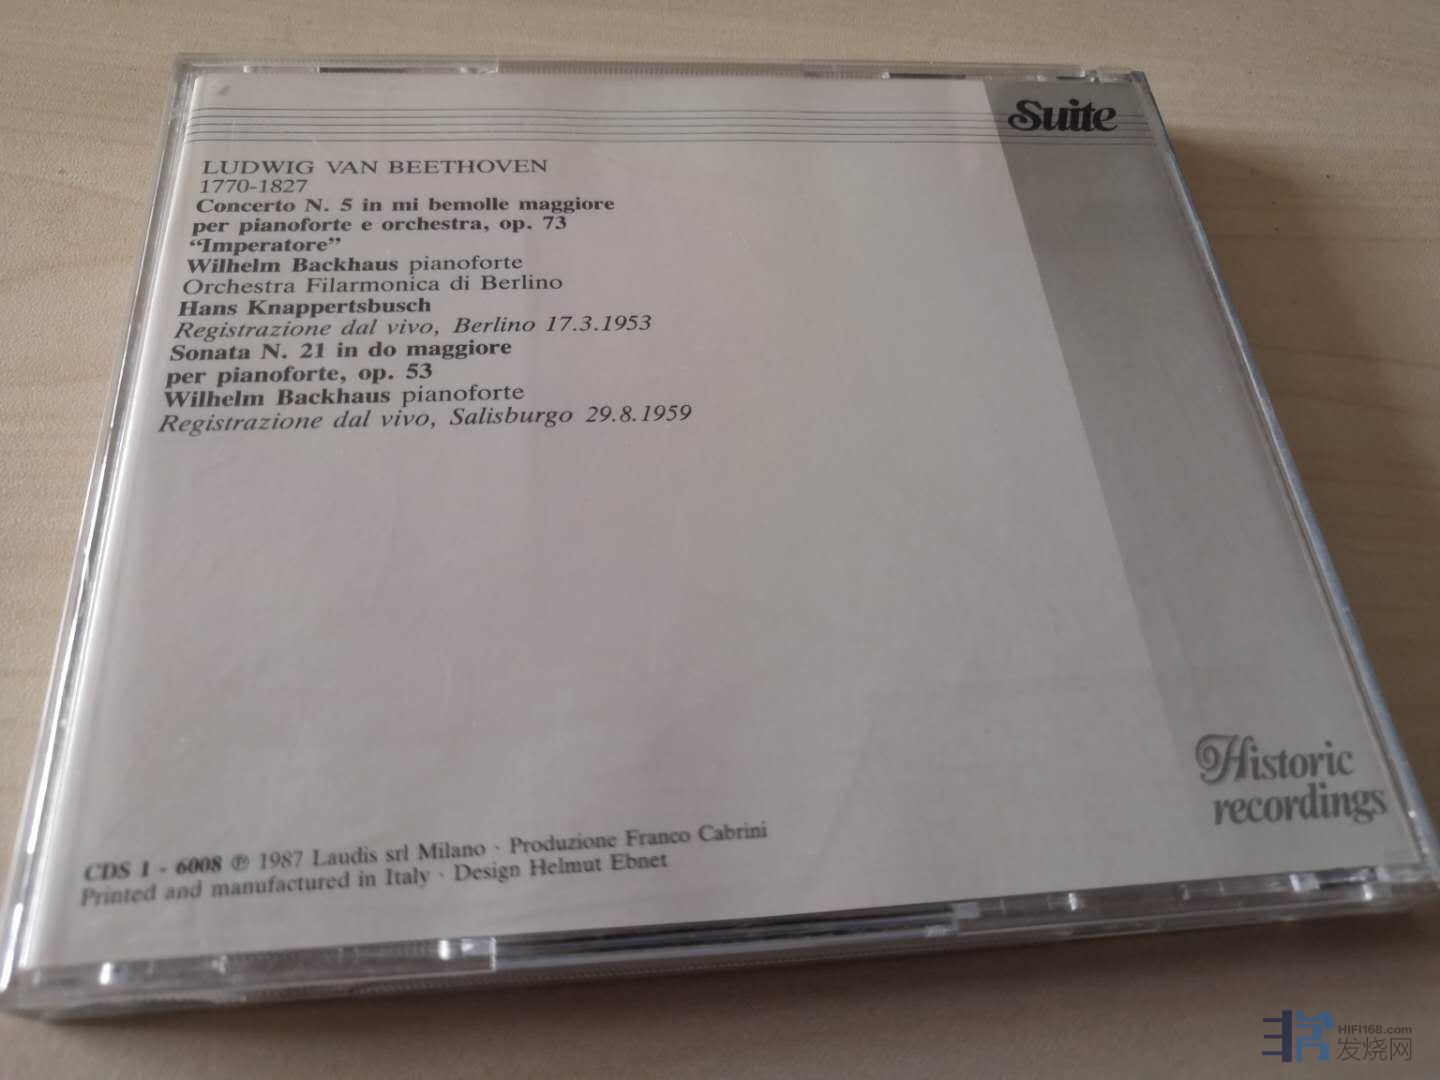 Suite
LUDWIG VAN BEETHOVEN
1770-1827
Concerto N. 5 in mi bemolle maggiore
per pianoforte e orchestra, op. 73
“Imperatore”
Wilhelm Backhaus pianoforte
Orchestra Filarmonica di Berlino
Hans Knappertsbusch
Registrazione dal vivo, Berlino 17.3.1953
Sonata N. 21 in do maggiore
per pianoforte, op. 53
Wilhelm Backhaus pianoforte
Registrazione dal vivo, Salisburgo 29.8.1959
Historic
recordings
CDS 1 - 6008 ℗ 1987 Laudis srl Milano · Produzione Franco Cabrini
Printed and manufactured in Italy · Design Helmut Ebnet
HIFI168.com
发烧网